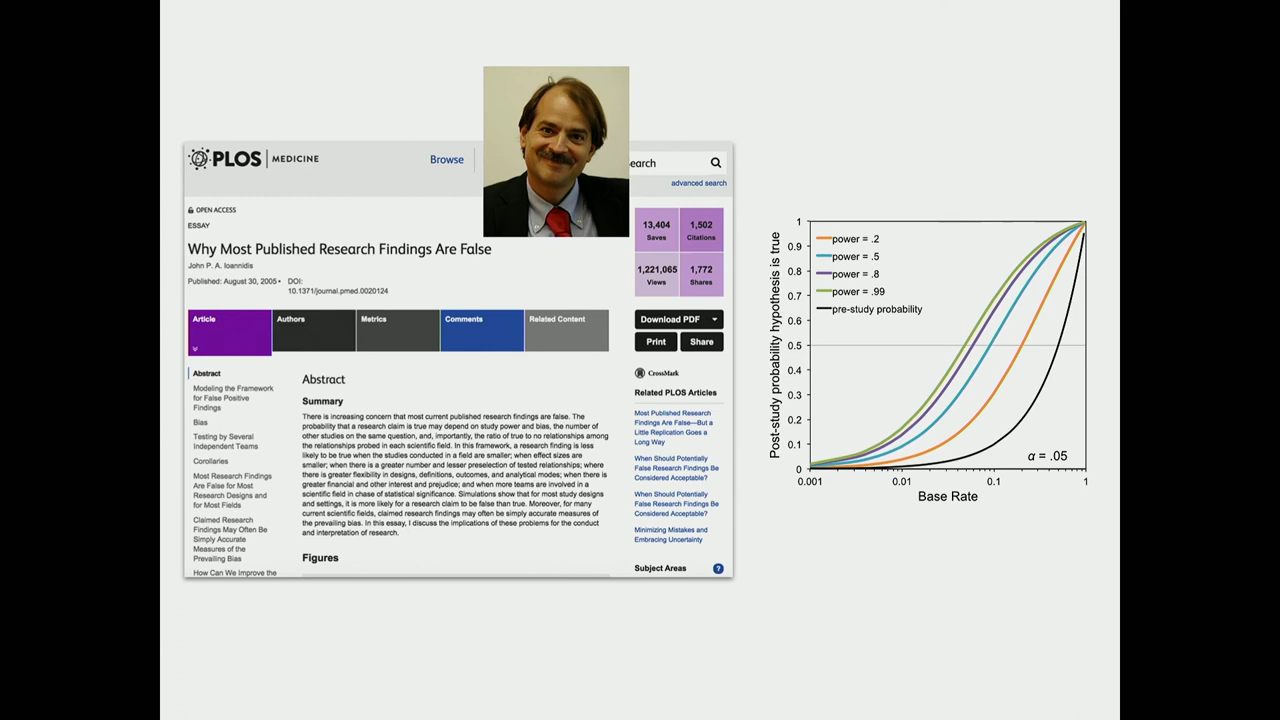 PLOS MEDICINE
Browse
earch
advanced search
OPEN ACCESS
ESSAY
Why Most Published Research Findings Are False
John P. A. Ioannidis
Published: August 30, 2005 • DOI:
10.1371/journal.pmed.0020124
13,404 1,502
Saves Citations
1,221,065 1,772
Views Shares
Article Authors Metrics Comments Related Content
Download PDF
Print Share
CrossMark
Abstract
Modeling the Framework
for False Positive
Findings
Bias
Testing by Several
Independent Teams
Corollaries
Most Research Findings
Are False for Most
Research Designs and
for Most Fields
Claimed Research
Findings May Often Be
Simply Accurate
Measures of the
Prevailing Bias
How Can We Improve the
Abstract
Summary
There is increasing concern that most current published research findings are false. The
probability that a research claim is true may depend on study power and bias, the number of
other studies on the same question, and, importantly, the ratio of true to no relationships among
the relationships probed in each scientific field. In this framework, a research finding is less
likely to be true when the studies conducted in a field are smaller; when effect sizes are
smaller; when there is a greater number and lesser preselection of tested relationships; where
there is greater flexibility in designs, definitions, outcomes, and analytical modes; when there is
greater financial and other interest and prejudice; and when more teams are involved in a
scientific field in chase of statistical significance. Simulations show that for most study designs
and settings, it is more likely for a research claim to be false than true. Moreover, for many
current scientific fields, claimed research findings may often be simply accurate measures of
the prevailing bias. In this essay, I discuss the implications of these problems for the conduct
and interpretation of research.
Figures
Related PLOS Articles
Most Published Research
Findings Are False—But a
Little Replication Goes a
Long Way
When Should Potentially
False Research Findings Be
Considered Acceptable?
When Should Potentially
False Research Findings Be
Considered Acceptable?
Minimizing Mistakes and
Embracing Uncertainty
Subject Areas ?
Post-study probability hypothesis is true
1
0.9
0.8
0.7
0.6
0.5
0.4
0.3
0.2
0.1
0
power = .2
power = .5
power = .8
power = .99
pre-study probability
α = .05
0.001 0.01 0.1 1
Base Rate